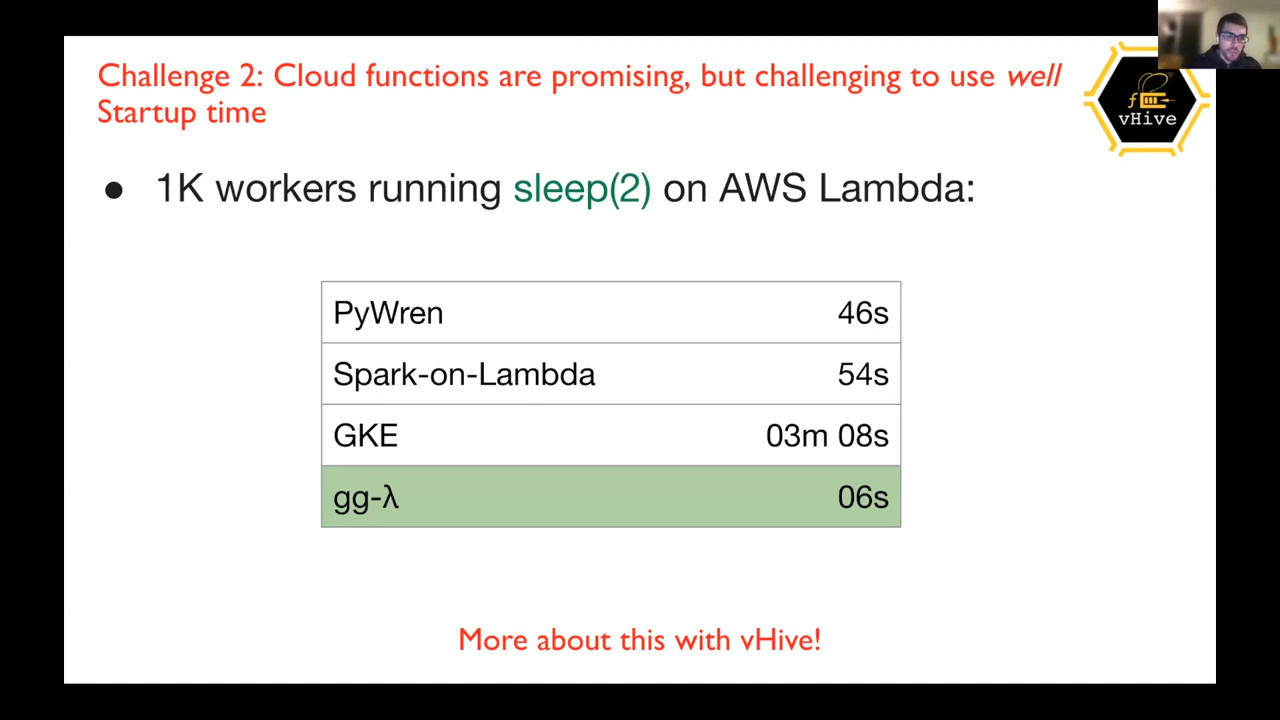 Challenge 2: Cloud functions are promising, but challenging to use well
Startup time
f
vHive
● 1K workers running sleep(2) on AWS Lambda:
PyWren 46s
Spark-on-Lambda 54s
GKE 03m 08s
gg-λ 06s
More about this with vHive!